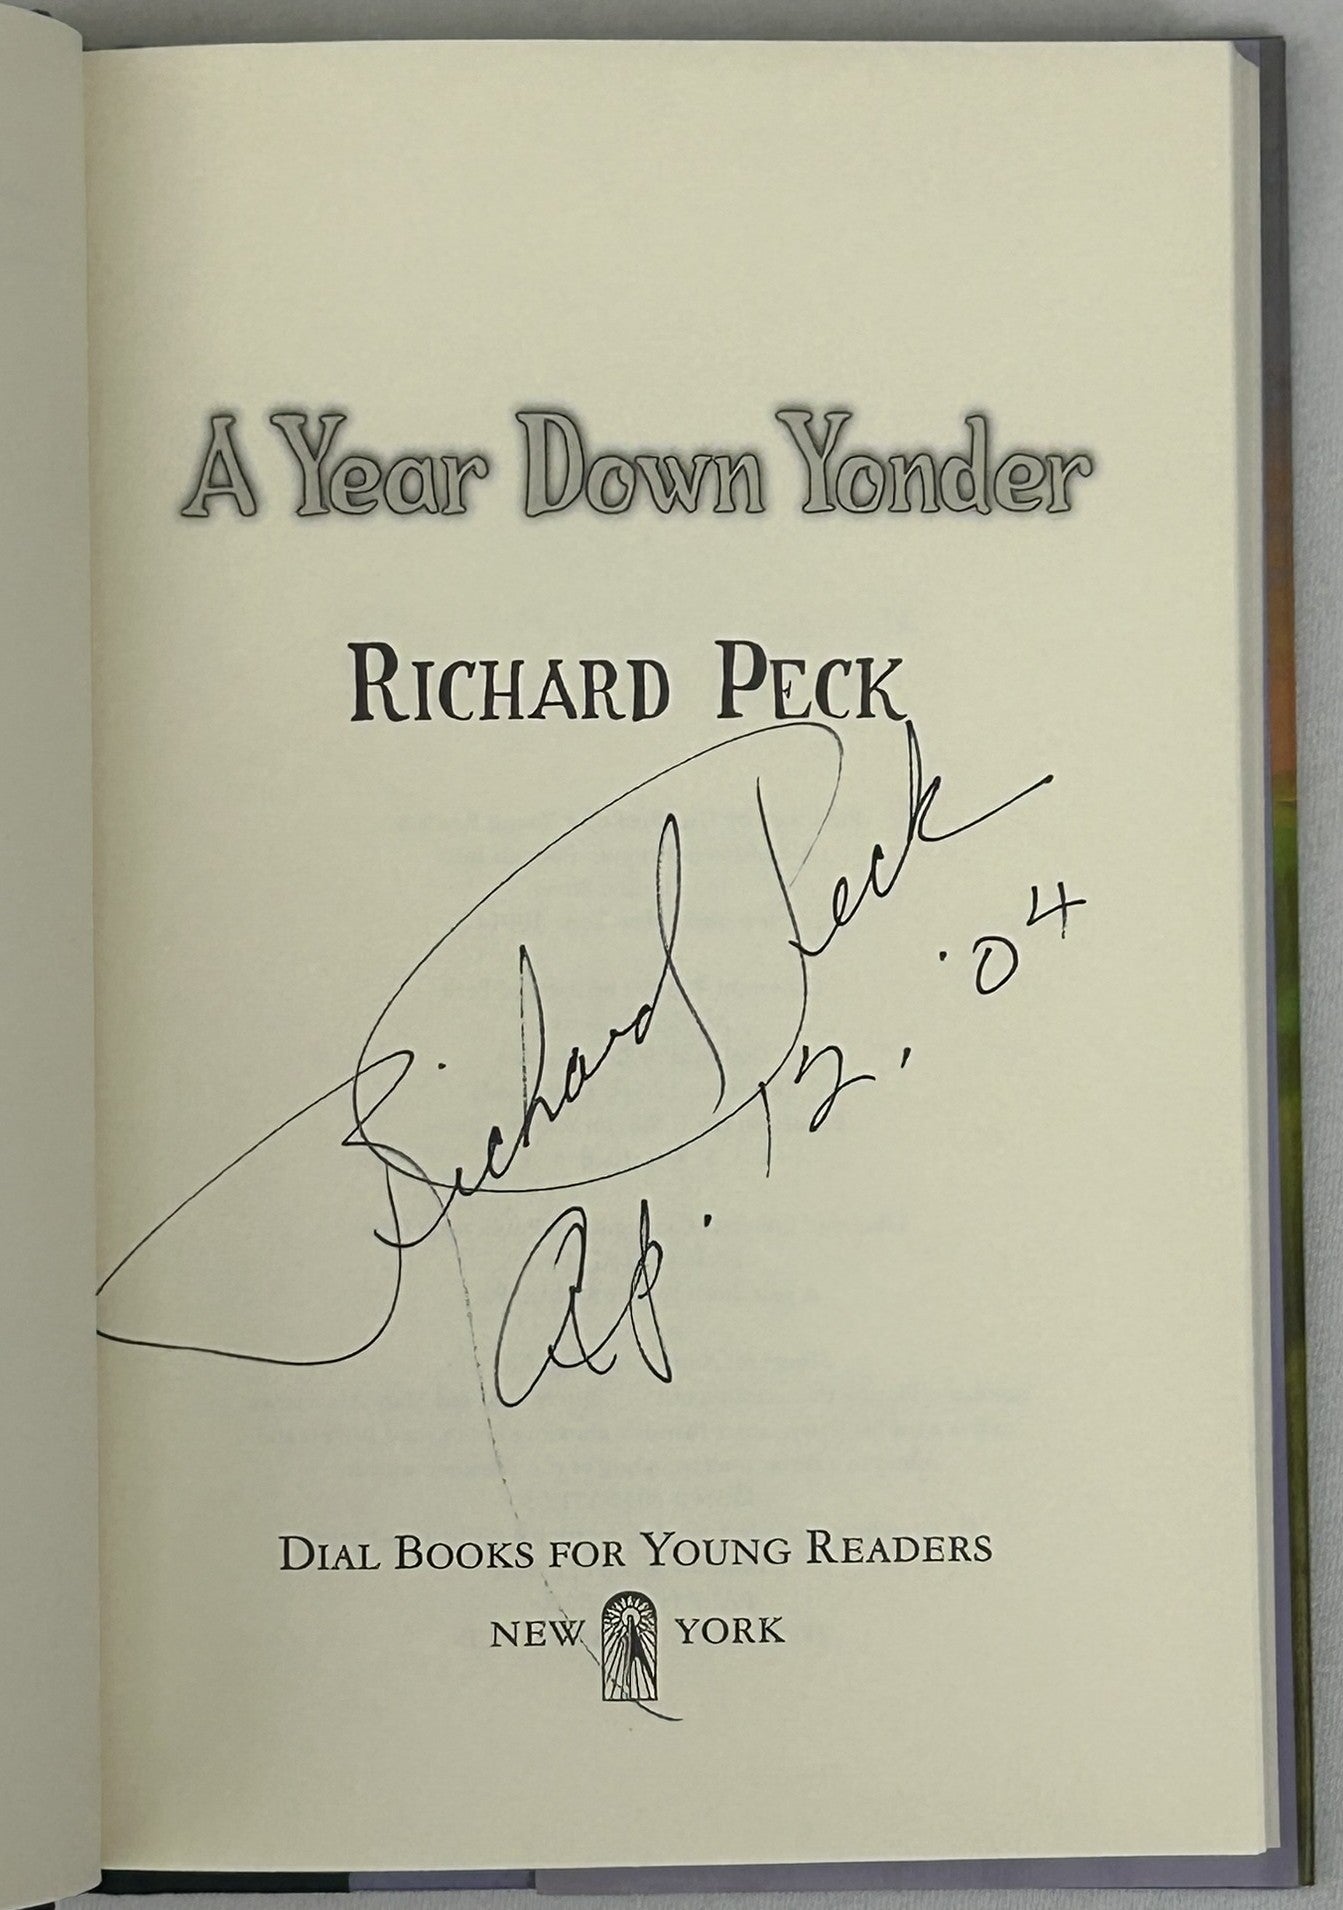 A Year Down Yonder
RICHARD PECK
Richard Peck
Ap. 12, '04
DIAL BOOKS FOR YOUNG READERS
NEW YORK